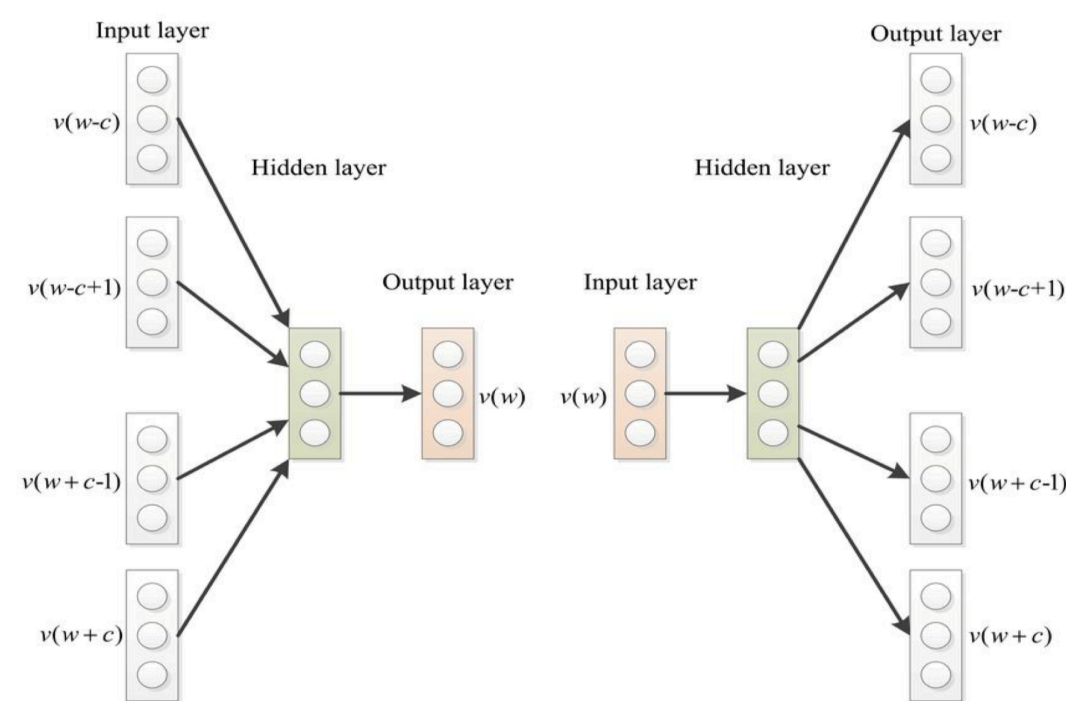 Input layer
v(w-c)
Hidden layer
v(w-c+1)
Output layer
v(w)
v(w+c-1)
v(w+c)
Output layer
v(w-c)
Hidden layer
v(w-c+1)
Input layer
v(w)
v(w+c-1)
v(w+c)